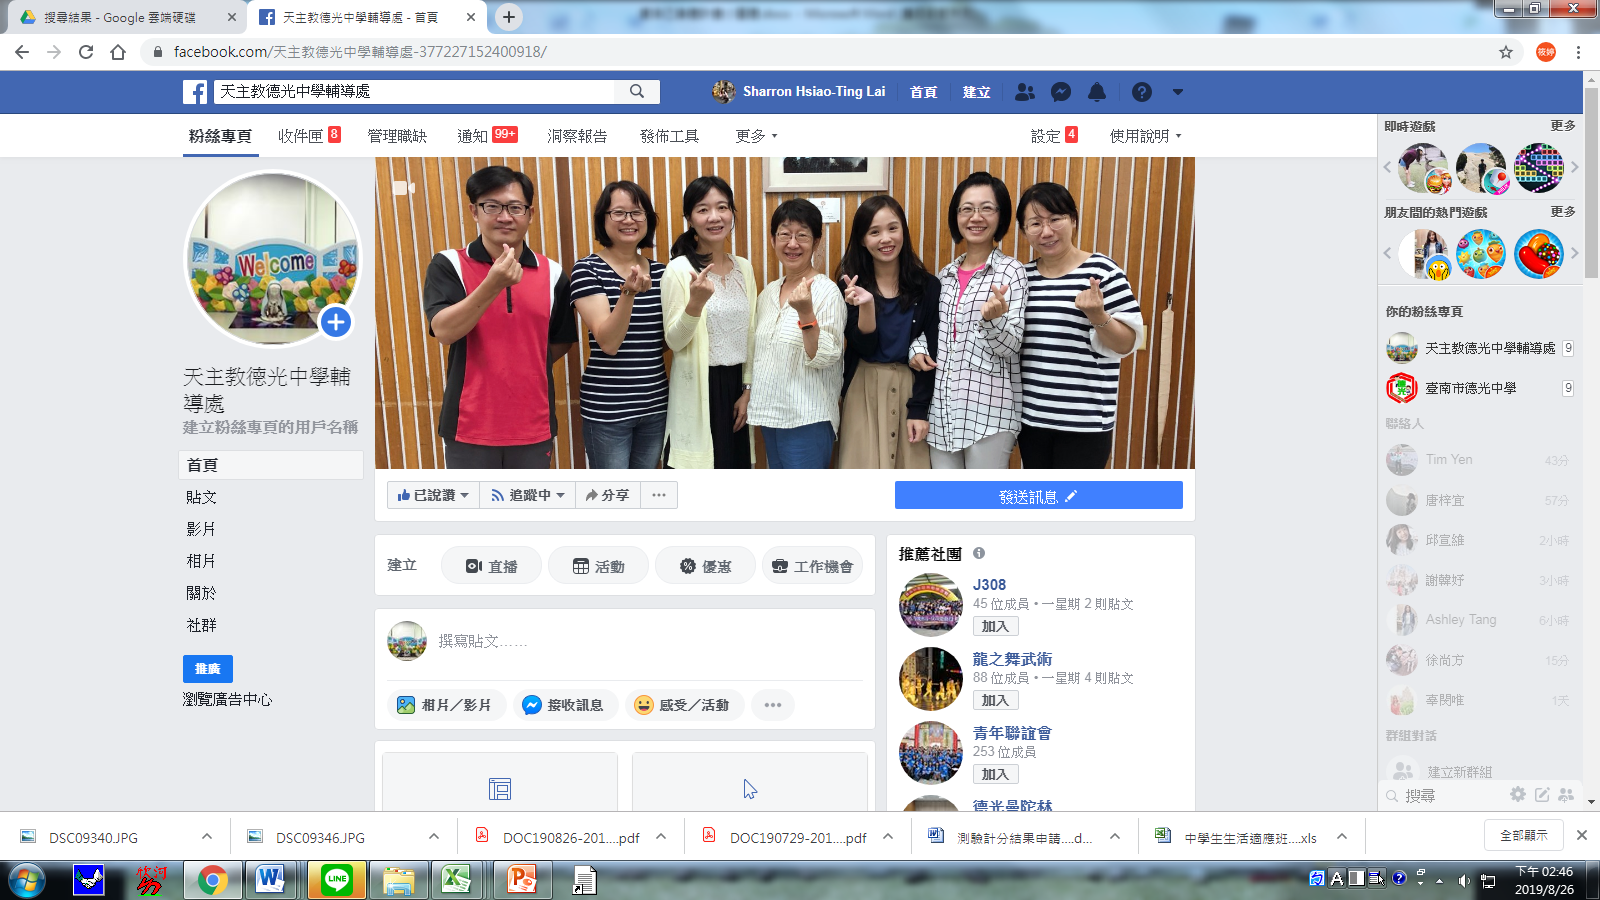 搜尋結果 - Google 雲端硬碟
天主教德光中學輔導處 - 首頁
facebook.com/天主教德光中學輔導處-377227152400918/
筱婷
天主教德光中學輔導處
Sharron Hsiao-Ting Lai 首頁 建立
粉絲專頁 收件匣 8 管理職缺 通知 99+ 洞察報告 發佈工具 更多 設定 4 使用說明
Welcome
天主教德光中學輔
導處
建立粉絲專頁的用戶名稱
首頁
貼文
影片
相片
關於
社群
推廣
瀏覽廣告中心
已說讚 追蹤中 分享 ...
發送訊息
建立 直播 活動 優惠 工作機會
撰寫貼文……
相片／影片 接收訊息 感受／活動 ...
推薦社團
J308
45 位成員 • 一星期 2 則貼文
加入
龍之舞武術
88 位成員 • 一星期 4 則貼文
加入
青年聯誼會
253 位成員
加入
德光曼陀林
即時遊戲 更多
朋友間的熱門遊戲 更多
你的粉絲專頁
天主教德光中學輔導處 9
臺南市德光中學 9
聯絡人
Tim Yen 43分
唐梓宜 57分
邱宣維 2小時
謝韓妤 3小時
Ashley Tang 6小時
徐尚方 15分
辜閔唯 1天
群組對話
建立新群組
搜尋
DSC09340.JPG
DSC09346.JPG
DOC190826-201....pdf
DOC190729-201....pdf
測驗計分結果申請....d...
中學生生活適應班....xls
全部顯示
LINE
下午 02:46
2019/8/26